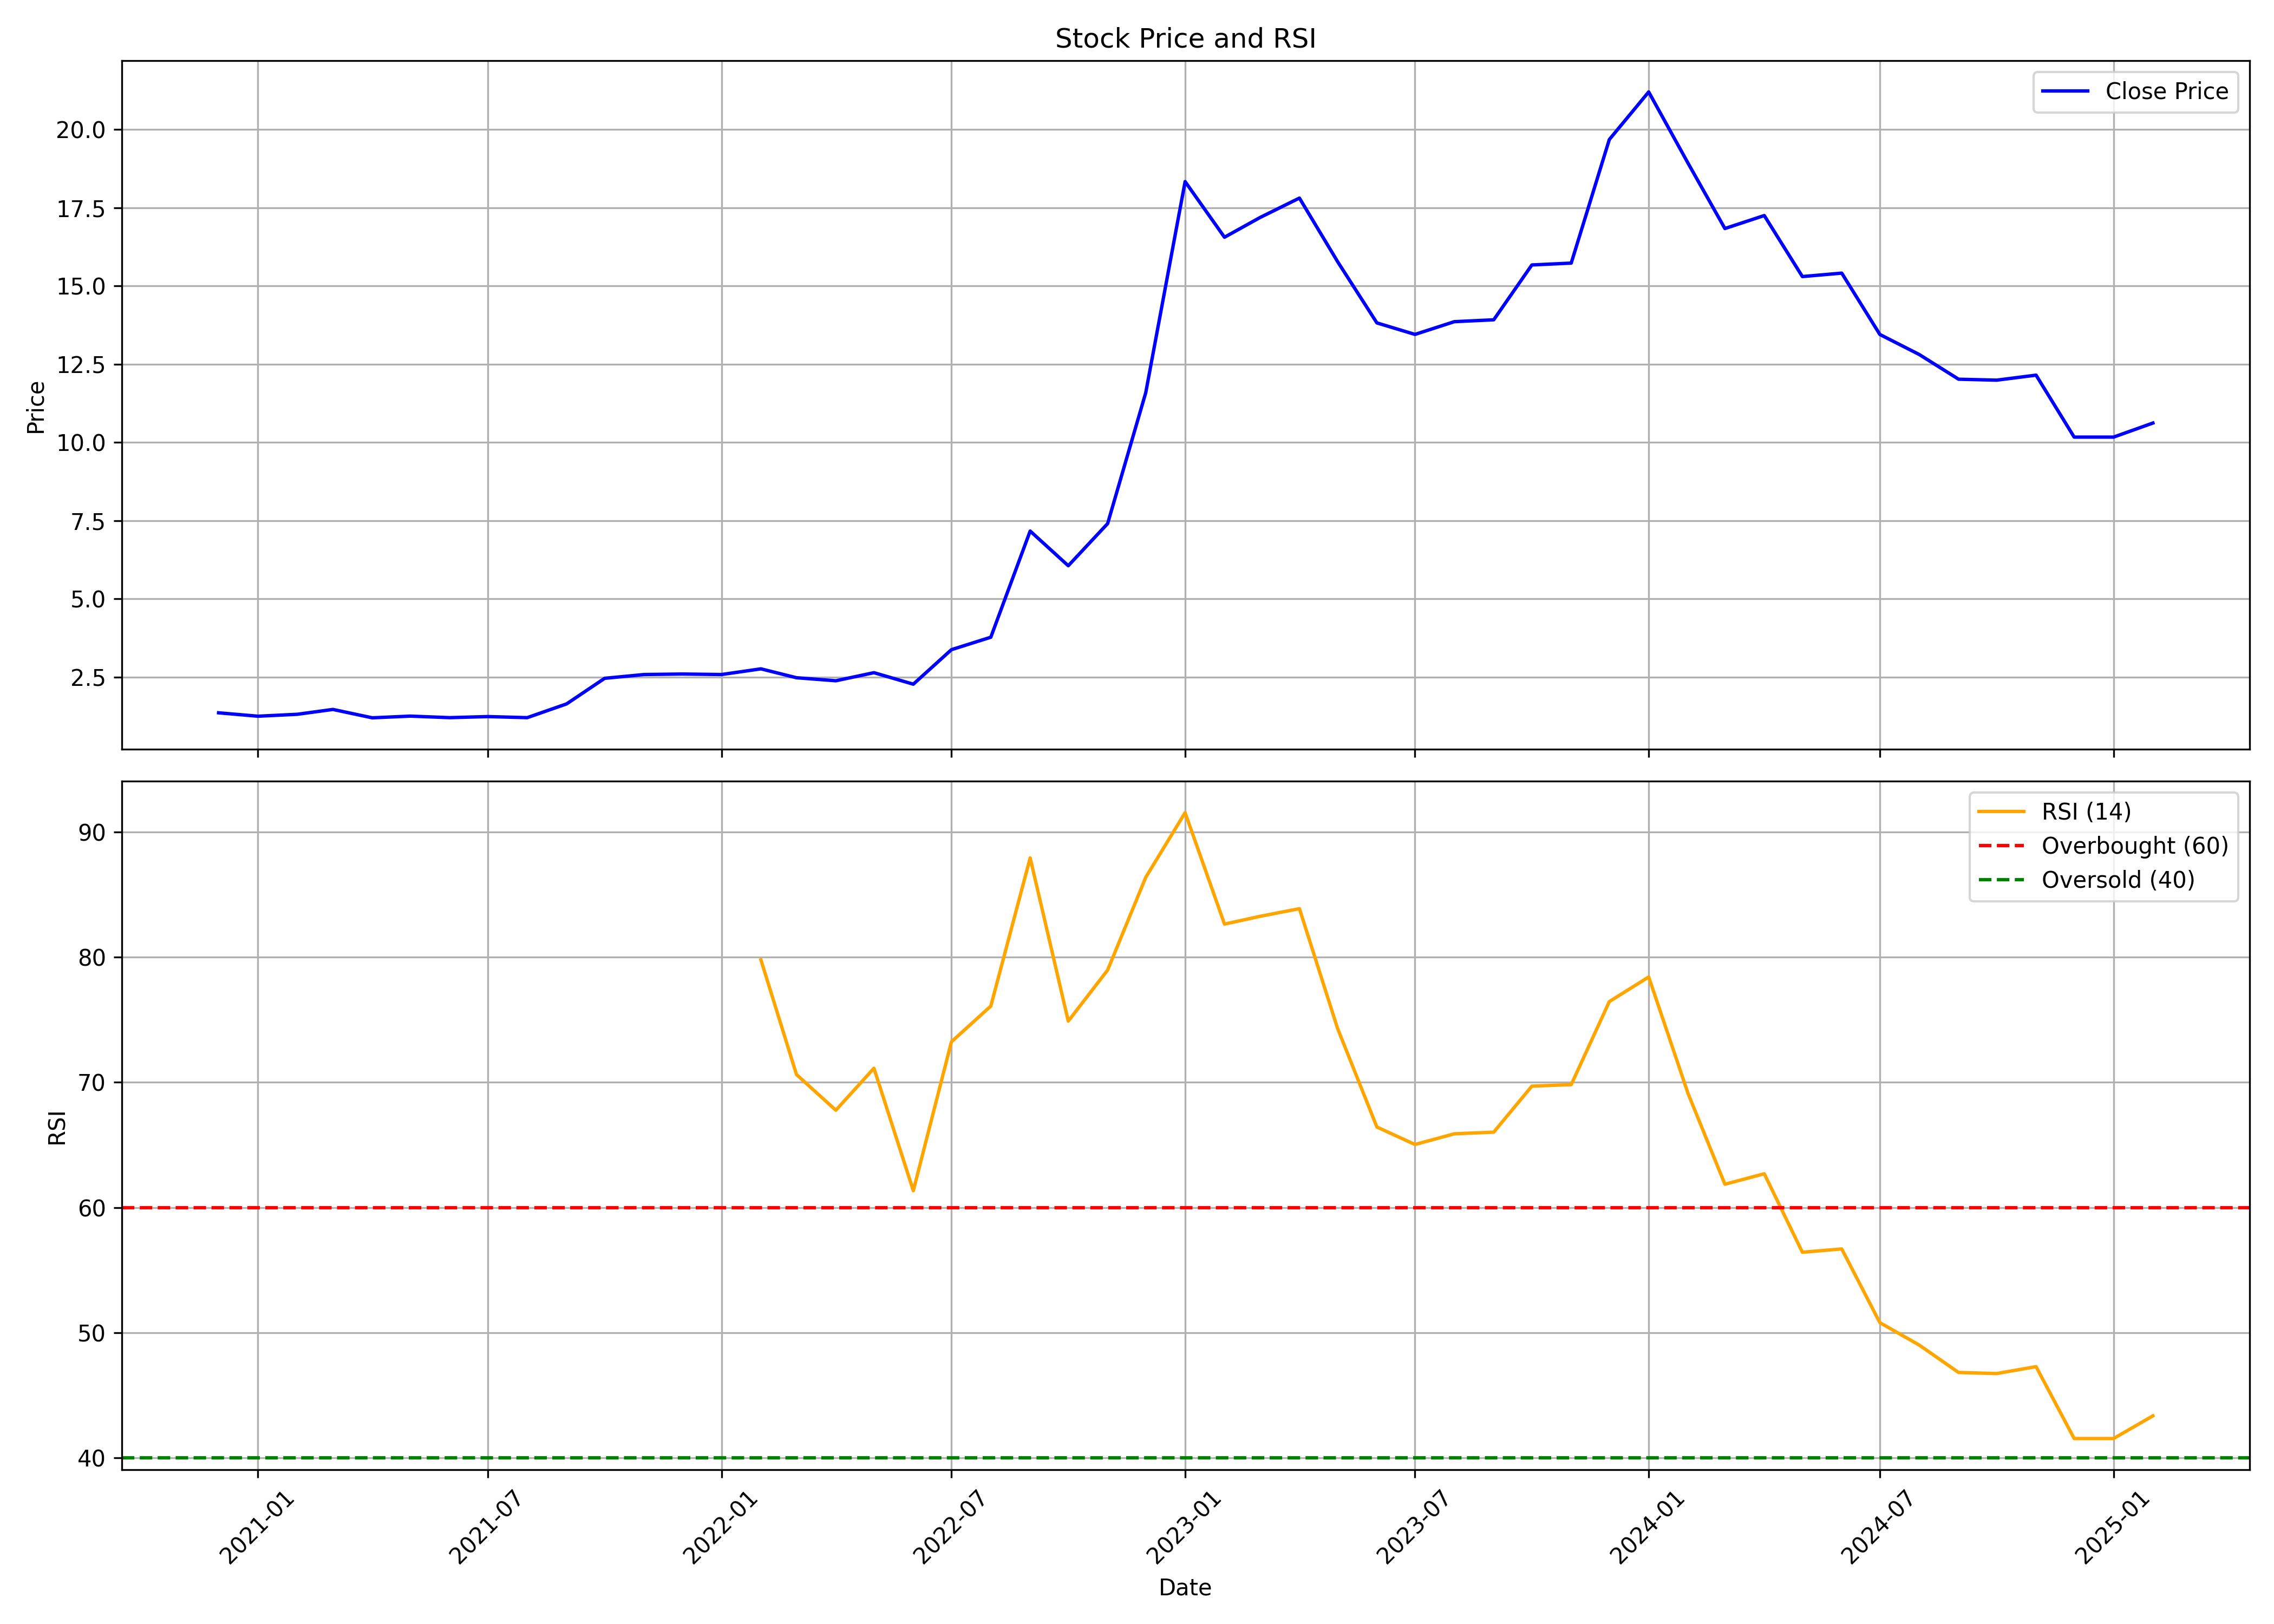 Stock Price and RSI
Close Price
20.0
17.5
15.0
12.5
10.0
7.5
5.0
2.5
Price
RSI (14)
Overbought (60)
Oversold (40)
90
80
70
60
50
40
RSI
2021-01
2021-07
2022-01
2022-07
2023-01
2023-07
2024-01
2024-07
2025-01
Date